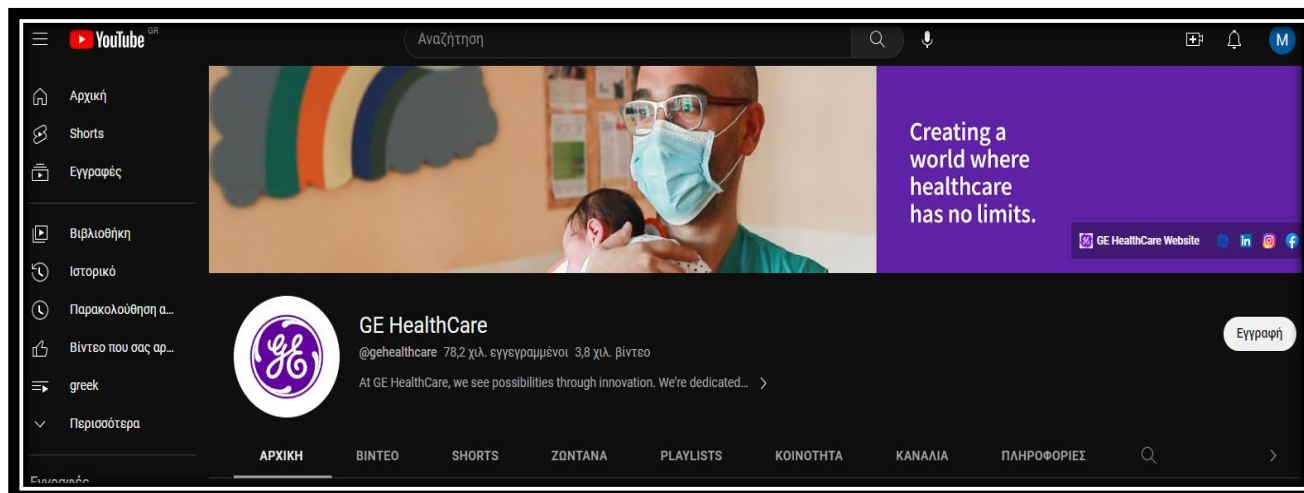 YouTube GR
Αναζήτηση
M
Αρχική
Shorts
Εγγραφές
Βιβλιοθήκη
Ιστορικό
Παρακολούθηση α...
Βίντεο που σας αρ...
greek
Περισσότερα
Creating a
world where
healthcare
has no limits.
GE HealthCare Website
in
GE
GE HealthCare
@gehealthcare 78,2 χιλ. εγγεγραμμένοι 3,8 χιλ. βίντεο
At GE HealthCare, we see possibilities through innovation. We're dedicated...
Εγγραφή
ΑΡΧΙΚΗ ΒΙΝΤΕΟ SHORTS ΖΩΝΤΑΝΑ PLAYLISTS ΚΟΙΝΟΤΗΤΑ ΚΑΝΑΛΙΑ ΠΛΗΡΟΦΟΡΙΕΣ